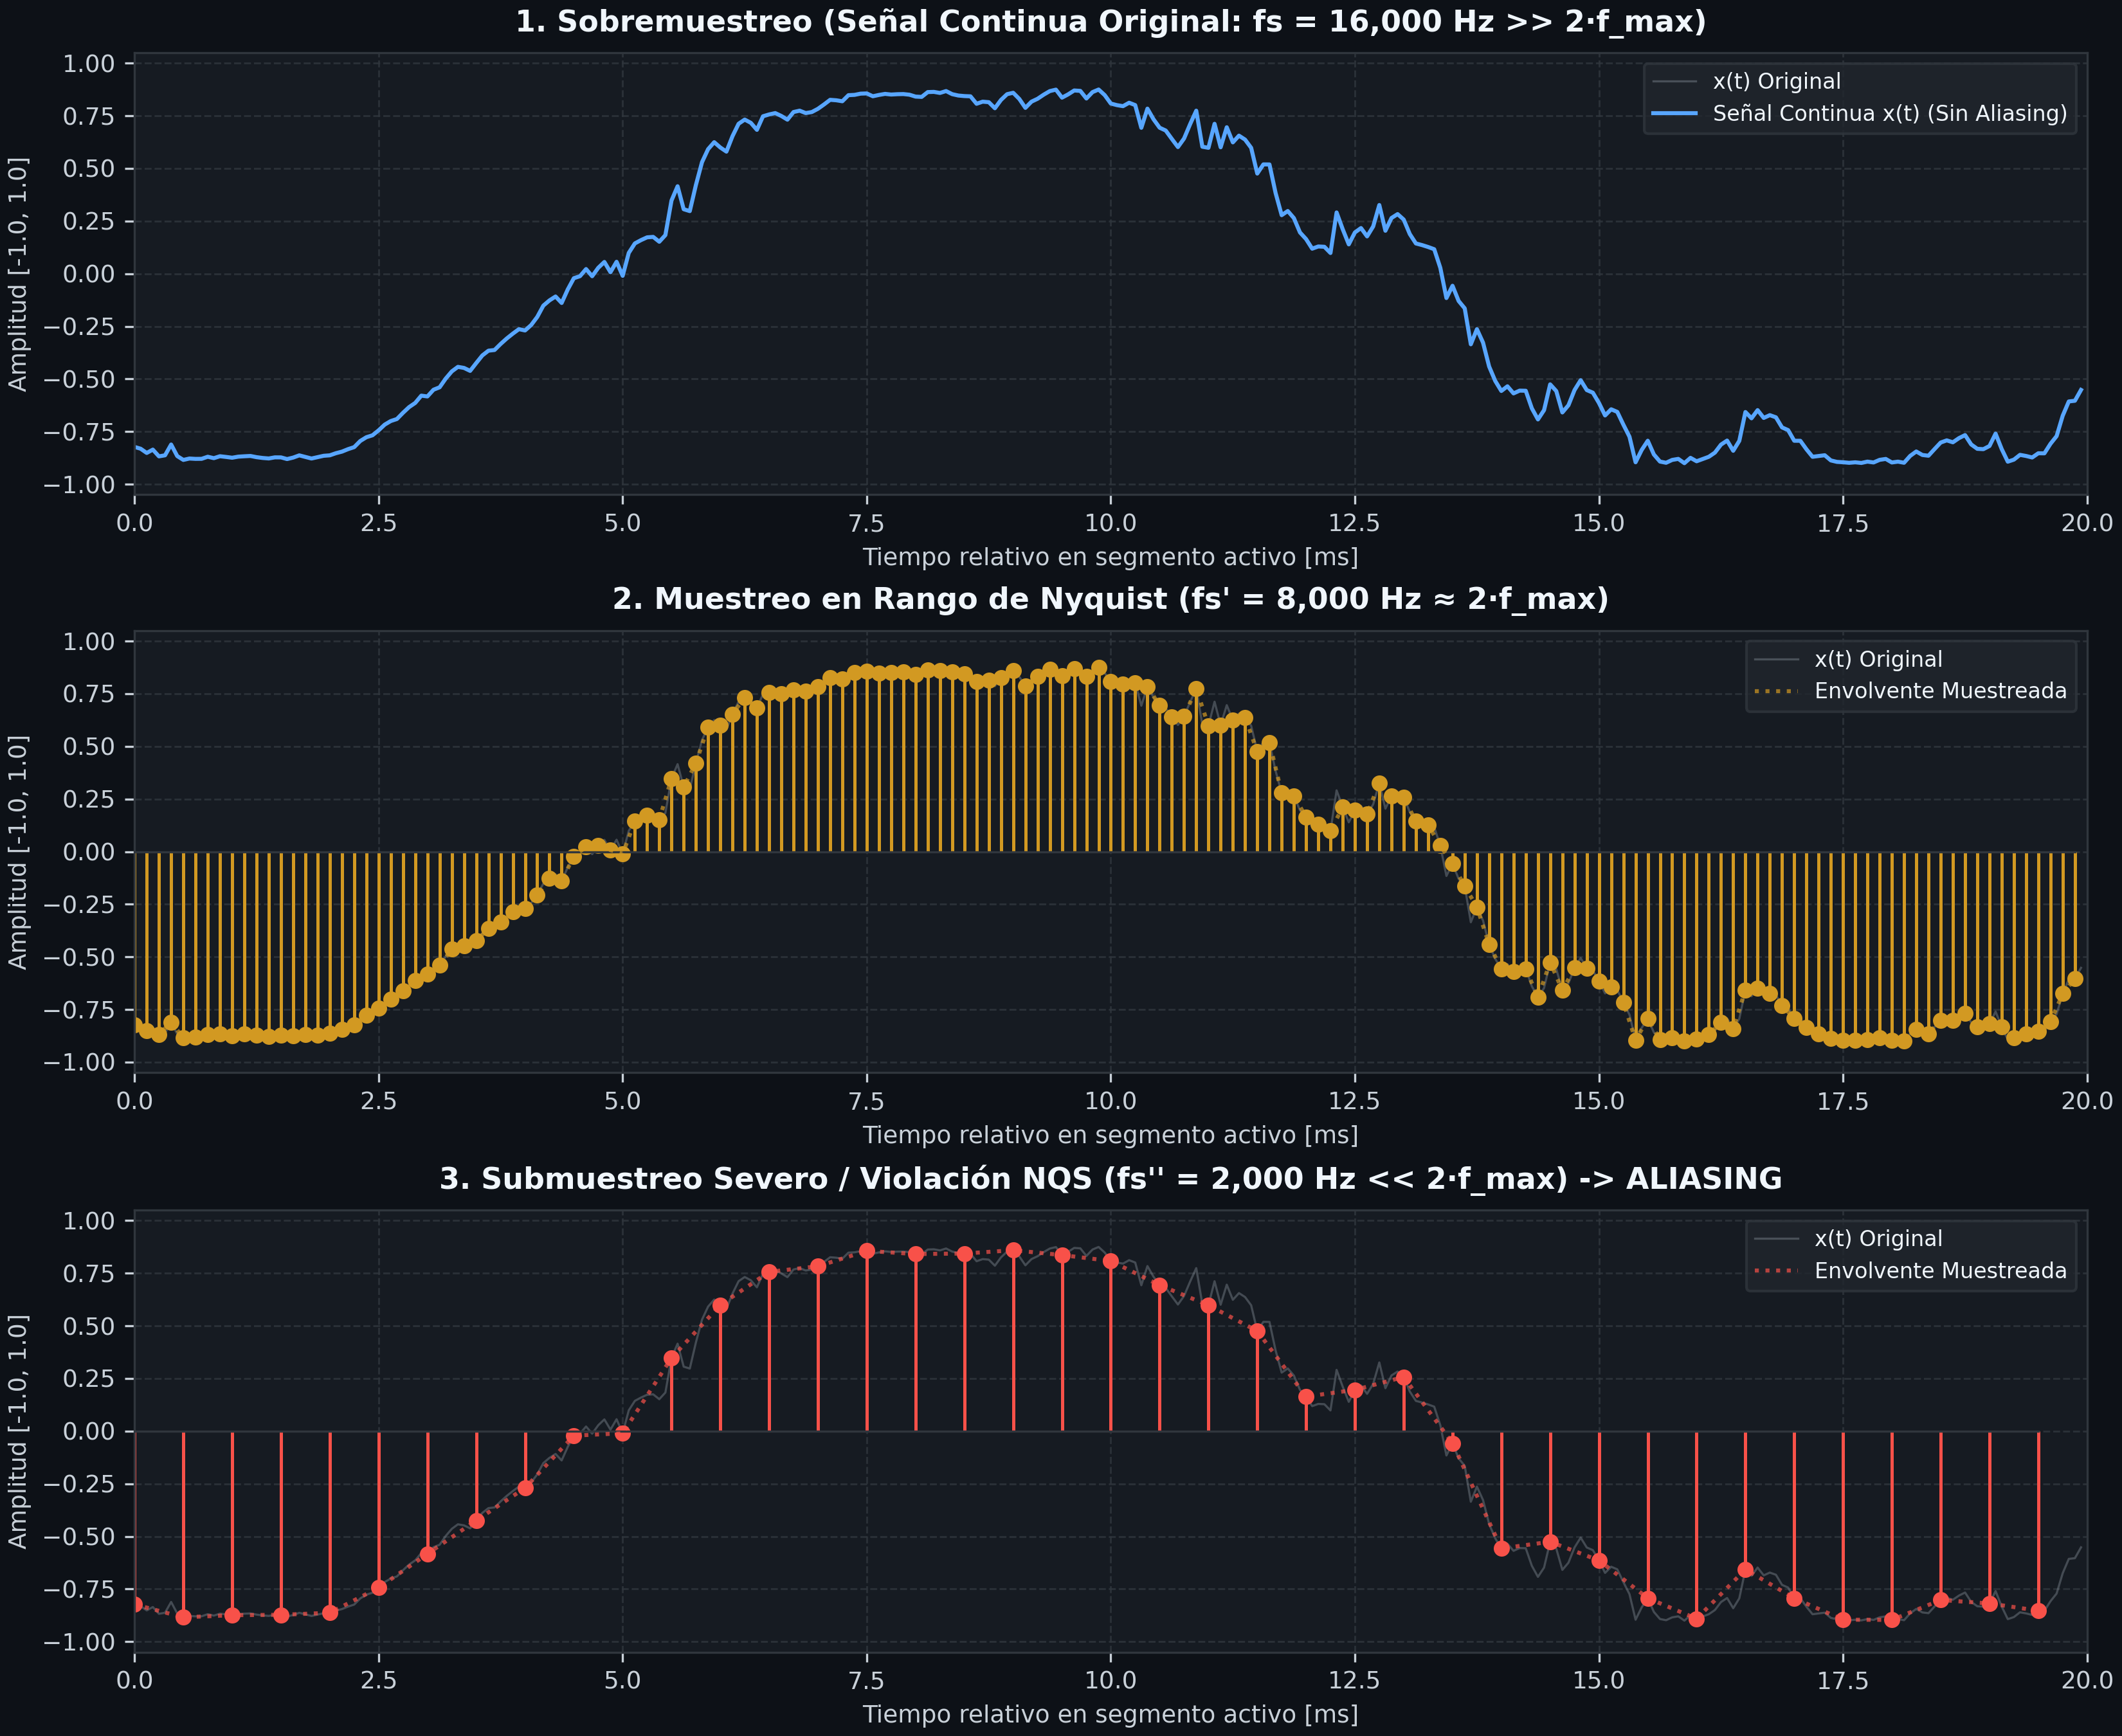 1. Sobremuestreo (Señal Continua Original: fs = 16,000 Hz >> 2·f_max)
1.00
0.75
0.50
0.25
0.00
−0.25
−0.50
−0.75
−1.00
Amplitud [-1.0, 1.0]
x(t) Original
Señal Continua x(t) (Sin Aliasing)
0.0 2.5 5.0 7.5 10.0 12.5 15.0 17.5 20.0
Tiempo relativo en segmento activo [ms]
2. Muestreo en Rango de Nyquist (fs' = 8,000 Hz ≈ 2·f_max)
1.00
0.75
0.50
0.25
0.00
−0.25
−0.50
−0.75
−1.00
Amplitud [-1.0, 1.0]
x(t) Original
Envolvente Muestreada
0.0 2.5 5.0 7.5 10.0 12.5 15.0 17.5 20.0
Tiempo relativo en segmento activo [ms]
3. Submuestreo Severo / Violación NQS (fs'' = 2,000 Hz << 2·f_max) -> ALIASING
1.00
0.75
0.50
0.25
0.00
−0.25
−0.50
−0.75
−1.00
Amplitud [-1.0, 1.0]
x(t) Original
Envolvente Muestreada
0.0 2.5 5.0 7.5 10.0 12.5 15.0 17.5 20.0
Tiempo relativo en segmento activo [ms]